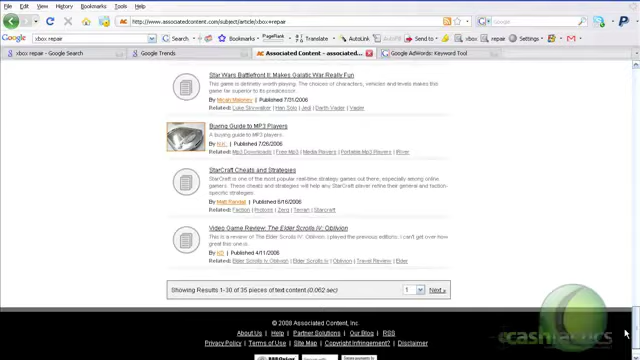 File Edit View Favorites Tools Help
http://www.associatedcontent.com/subject/article/xbox+repair
Google
Google xbox repair Search Bookmarks PageRank Translate AutoLink Send to xbox repair Settings
xbox repair - Google Search Google Trends Associated Content - associated... Google AdWords: Keyword Tool
Star Wars Battlefront II: Makes Galatic War Really Fun
This game is definitely worth playing. The choices of characters, vehicles and levels makes this
game far superior to its predecessor.
Published 7/31/2006
Related: Luke Skywalker | Han Solo | Jedi | Darth Vader | Vader
Buying Guide to MP3 Players
A buying guide to MP3 players.
Published 7/26/2006
Related: Mp3 Downloads | Free Mp3 | Media Players | Portable Mp3 Players | iRiver
StarCraft Cheats and Strategies
StarCraft is one of the most popular real-time strategy games out there, especially among online
gamers. These cheats and strategies will help any StarCraft player refine their general and faction-
specific strategies.
By Matt Randall | Published 6/16/2006
Related: Faction | Protoss | Zerg | Terran | Starcraft
Video Game Review: The Elder Scrolls IV: Oblivion
This is a review of The Elder Scrolls IV: Oblivion. I played the previous editions. I can't get over how
great this one is.
Published 4/11/2006
Related: Elder Scrolls Iv Oblivion | Elder Scrolls Iv | Oblivion | Travel Review | Elder
Showing Results 1-30 of 35 pieces of text content (0.062 sec) 1 Next »
© 2008 Associated Content, Inc.
About Us | Help | Partner Solutions | Our Blog | RSS
Privacy Policy | Terms of Use | Site Map | Copyright Infringement? | Disclaimer
cashtactics